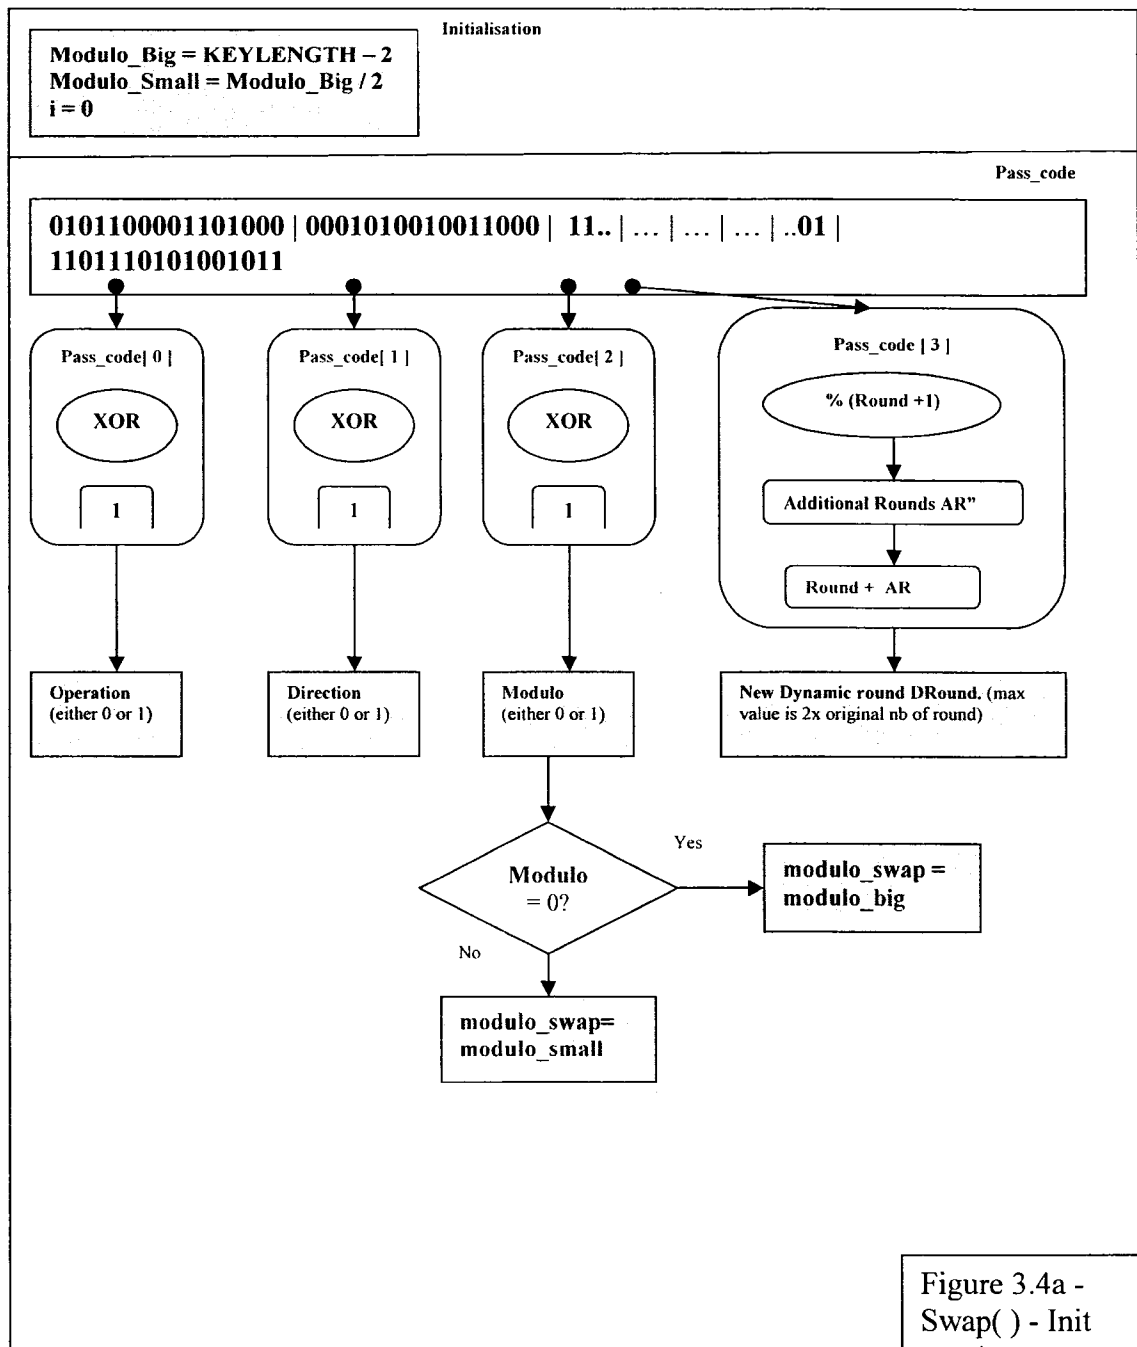 Initialisation
Modulo_Big = KEYLENGTH – 2
Modulo_Small = Modulo_Big / 2
i = 0
Pass_code
0101100001101000 | 0001010010011000 | 11.. | ... | ... | ... | ..01 |
1101110101001011
Pass_code[ 0 ]
XOR
1
Pass_code[ 1 ]
XOR
1
Pass_code[ 2 ]
XOR
1
Pass_code [ 3 ]
% (Round +1)
Additional Rounds AR”
Round + AR
Operation
(either 0 or 1)
Direction
(either 0 or 1)
Modulo
(either 0 or 1)
New Dynamic round DRound. (max
value is 2x original nb of round)
Modulo
= 0?
Yes
modulo_swap =
modulo_big
No
modulo_swap=
modulo_small
Figure 3.4a -
Swap( ) - Init